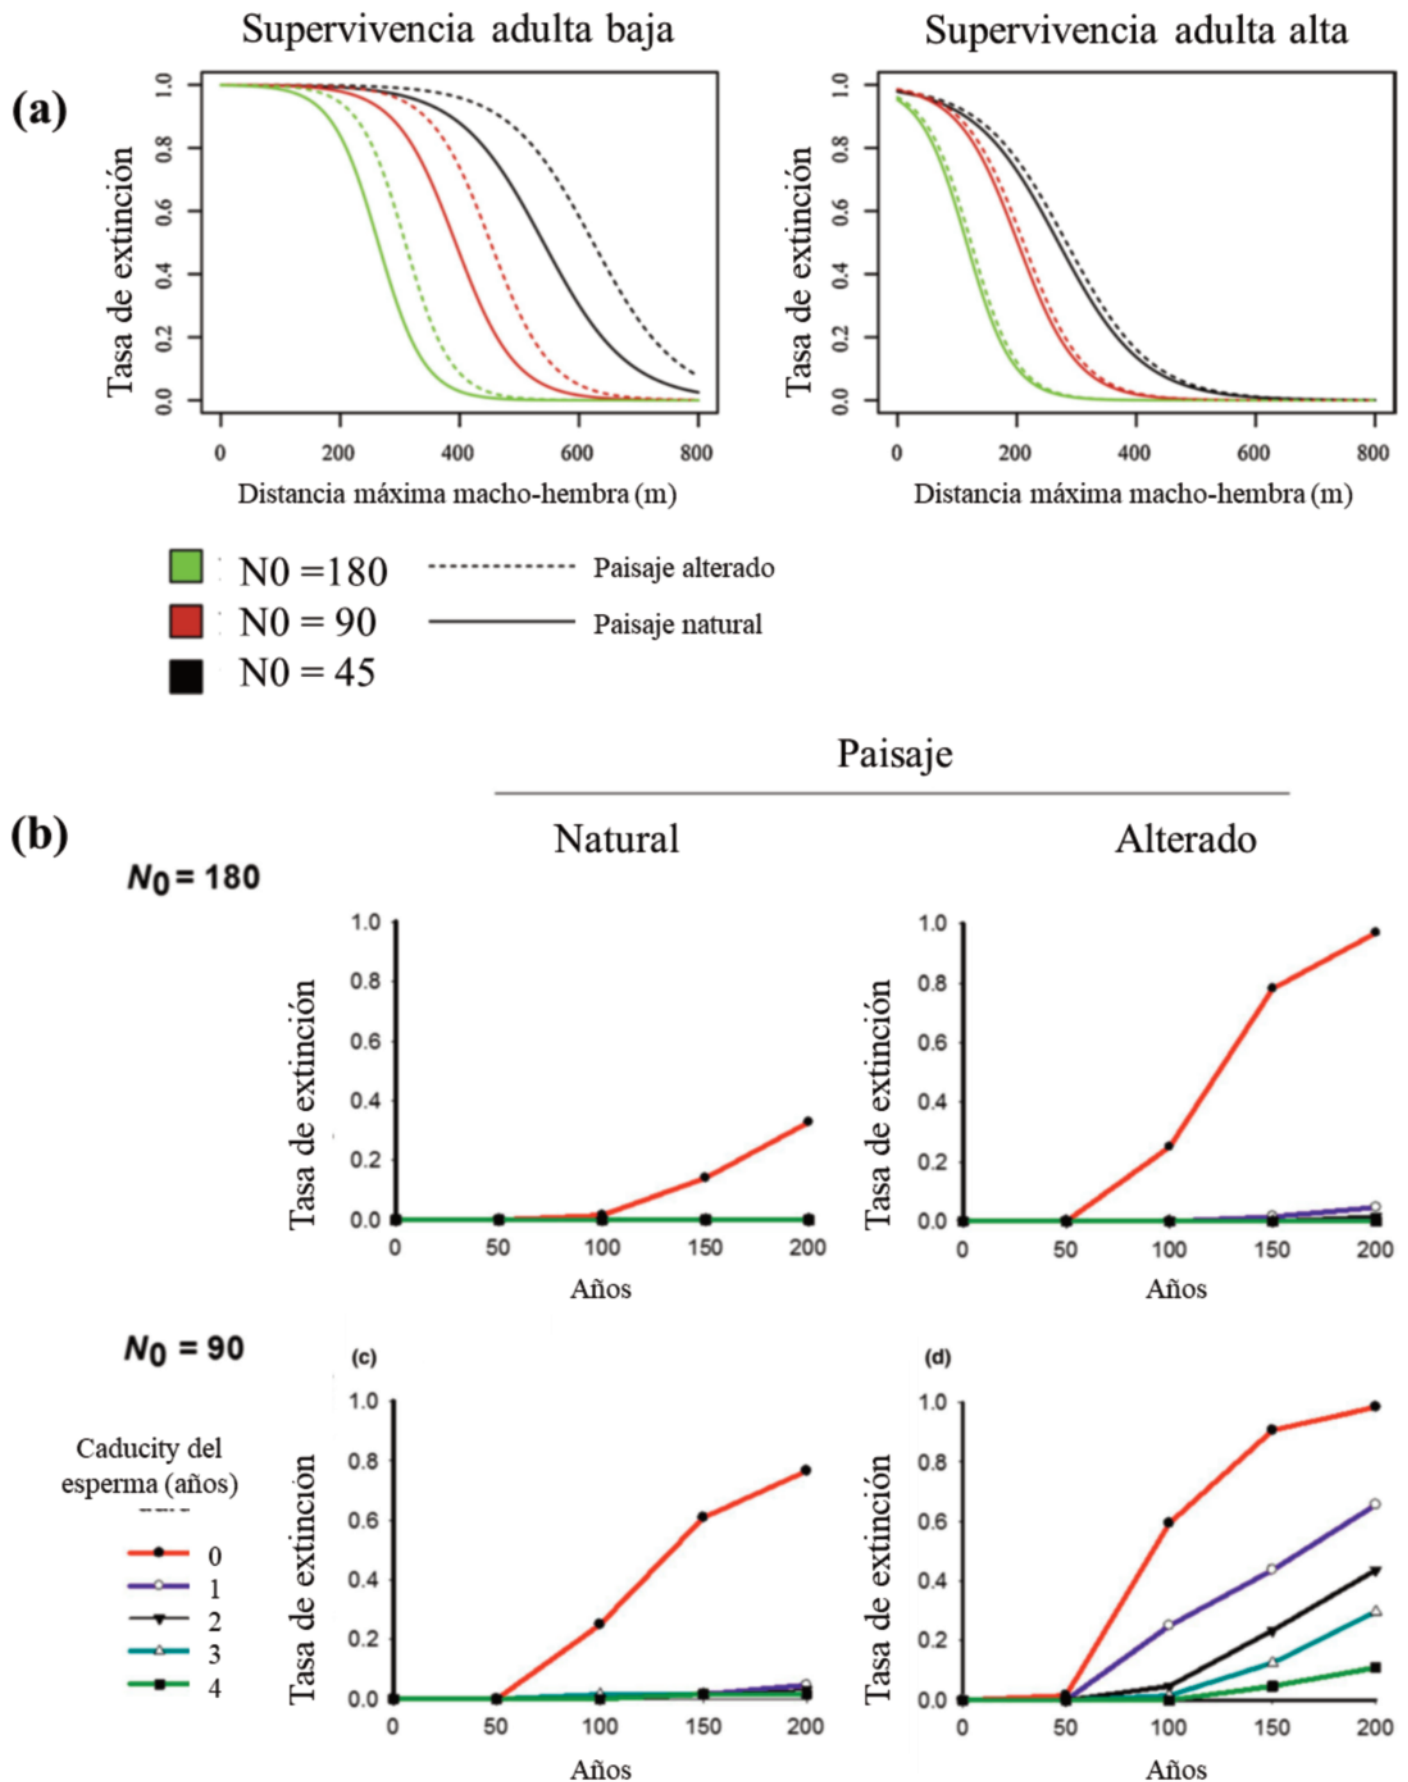 Supervivencia adulta baja
Supervivencia adulta alta
(a)
Tasa de extinción
1.0
0.8
0.6
0.4
0.2
0.0
0 200 400 600 800
Distancia máxima macho-hembra (m)
Tasa de extinción
1.0
0.8
0.6
0.4
0.2
0.0
0 200 400 600 800
Distancia máxima macho-hembra (m)
N0 =180
N0 = 90
N0 = 45
Paisaje alterado
Paisaje natural
Paisaje
(b)
Natural
Alterado
N0 = 180
Tasa de extinción
1.0
0.8
0.6
0.4
0.2
0.0
0 50 100 150 200
Años
Tasa de extinción
1.0
0.8
0.6
0.4
0.2
0.0
0 50 100 150 200
Años
N0 = 90
(c)
Tasa de extinción
1.0
0.8
0.6
0.4
0.2
0.0
0 50 100 150 200
Años
(d)
Tasa de extinción
1.0
0.8
0.6
0.4
0.2
0.0
0 50 100 150 200
Años
Caducity del
esperma (años)
0
1
2
3
4